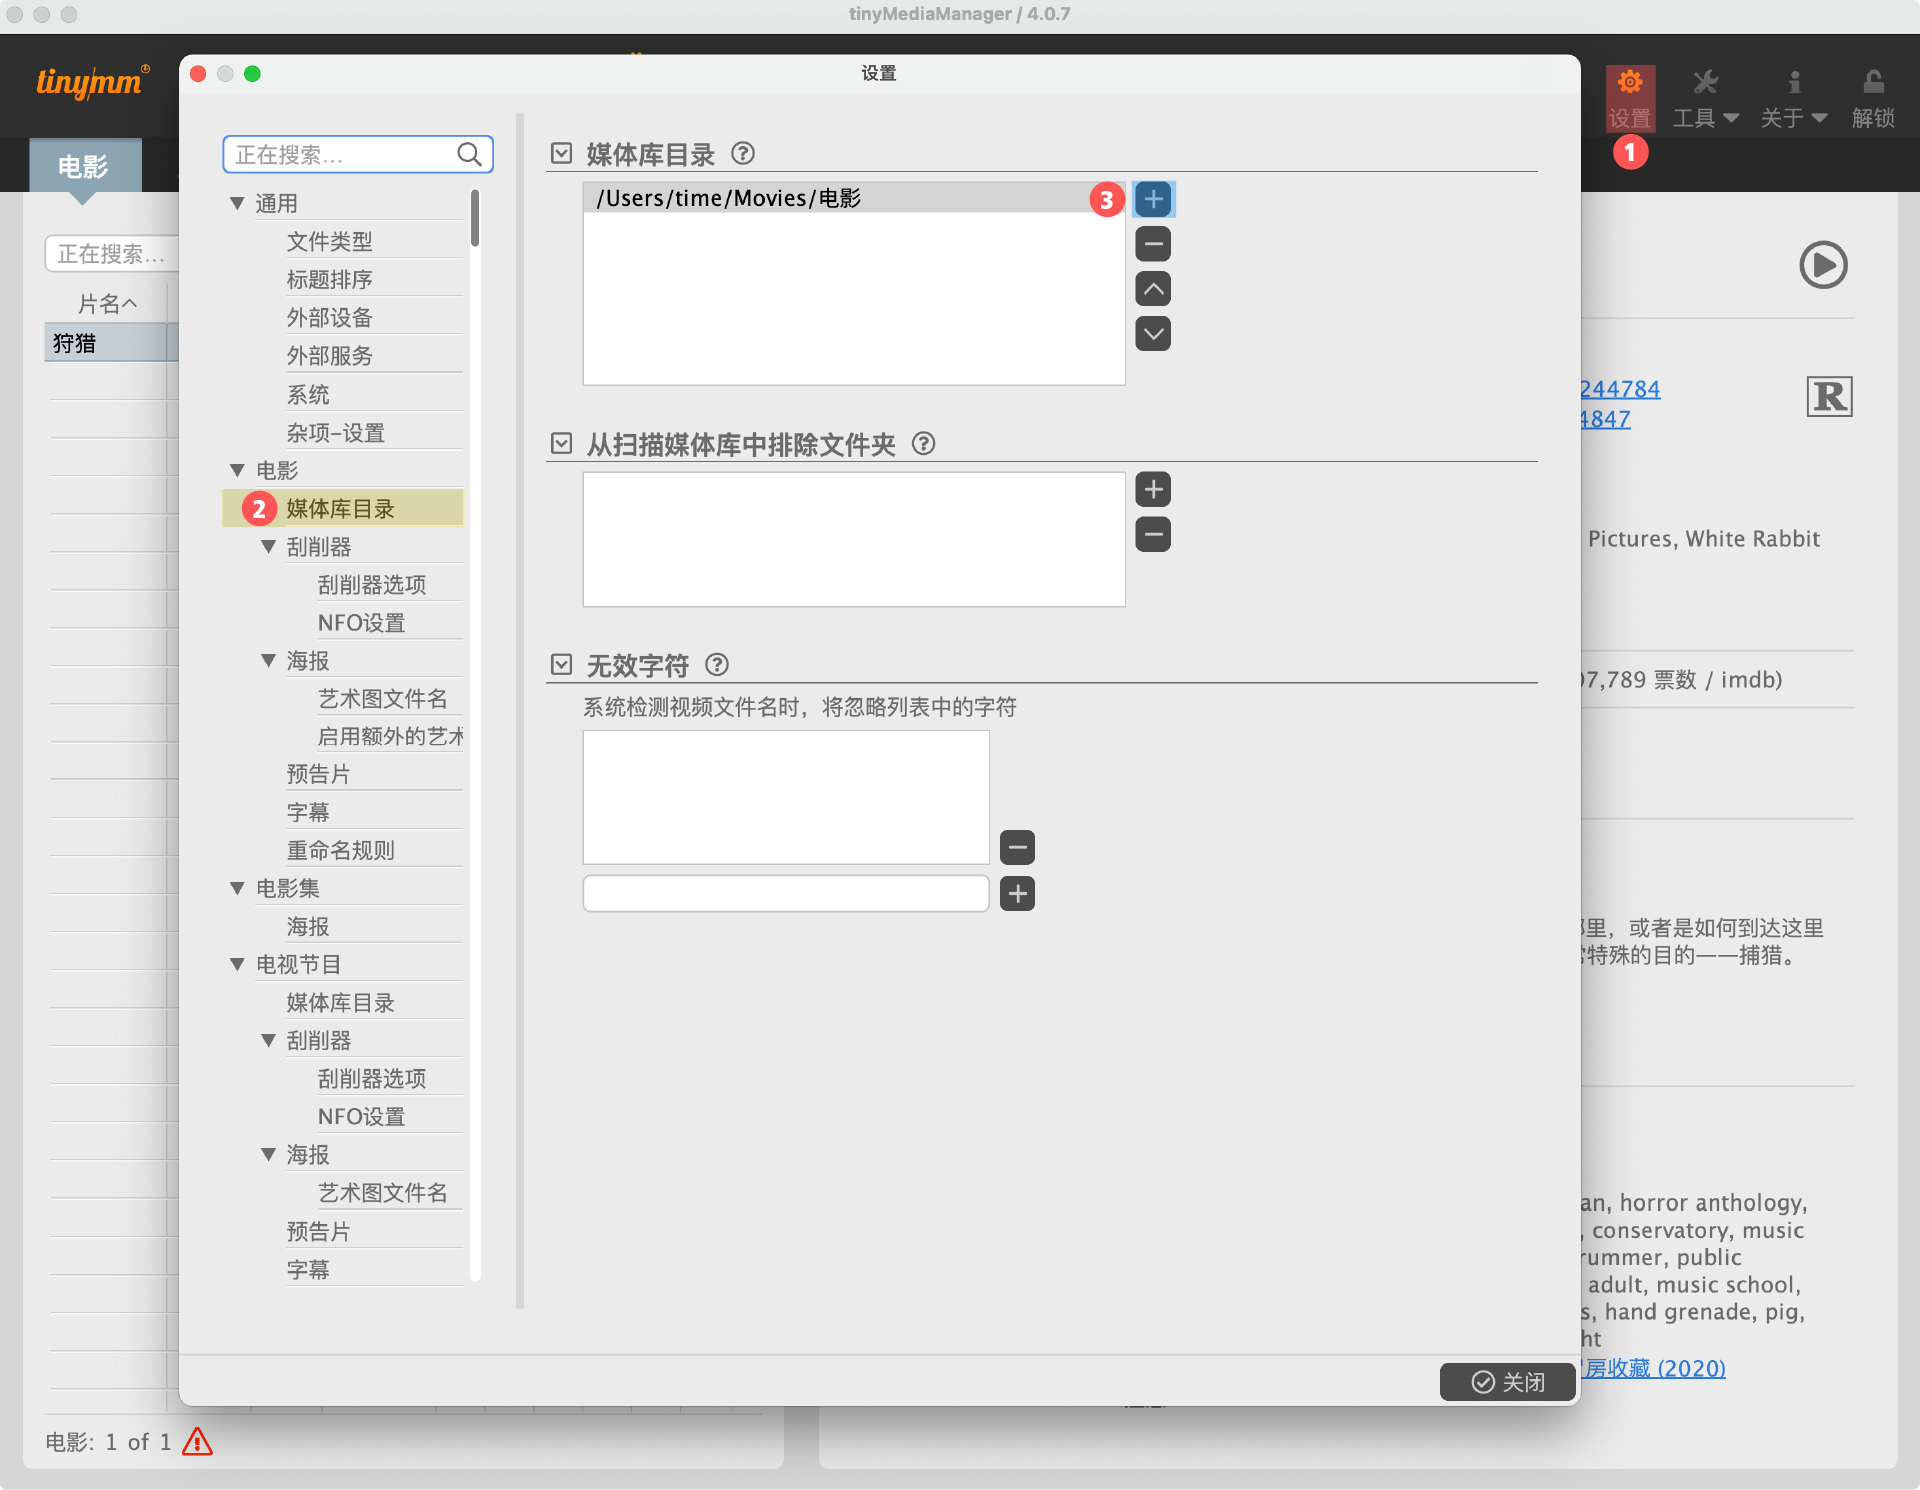 tinyMediaManager / 4.0.7
tinymm
设置
工具
关于
解锁
1
电影
正在搜索...
片名
狩猎
电影: 1 of 1
设置
正在搜索...
通用
文件类型
标题排序
外部设备
外部服务
系统
杂项-设置
电影
2 媒体库目录
刮削器
刮削器选项
NFO设置
海报
艺术图文件名
启用额外的艺术
预告片
字幕
重命名规则
电影集
海报
电视节目
媒体库目录
刮削器
刮削器选项
NFO设置
海报
艺术图文件名
预告片
字幕
媒体库目录 ?
/Users/time/Movies/电影 3
从扫描媒体库中排除文件夹 ?
无效字符 ?
系统检测视频文件名时，将忽略列表中的字符
关闭
244784
4847
R
Pictures, White Rabbit
07,789 票数 / imdb)
里，或者是如何到达这里
特殊的目的——捕猎。
an, horror anthology,
, conservatory, music
rummer, public
adult, music school,
s, hand grenade, pig,
ht
房收藏 (2020)